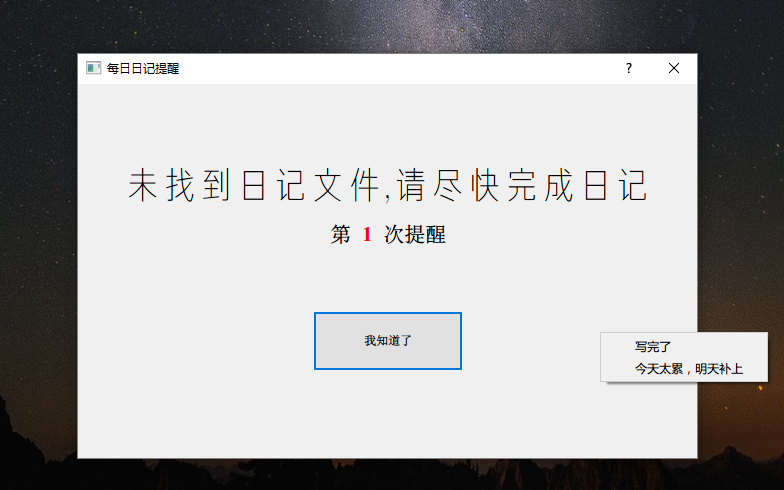 每日日记提醒
未找到日记文件,请尽快完成日记
第 1 次提醒
我知道了
写完了
今天太累，明天补上